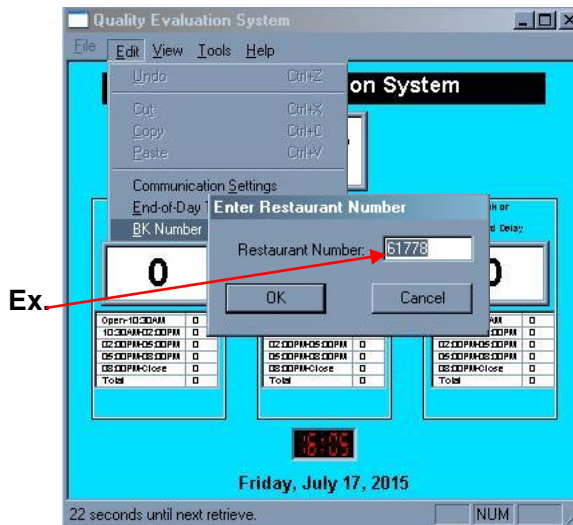 Quality Evaluation System
File Edit View Tools Help
Undo Ctrl+Z
on System
Cut Ctrl+X
Copy Ctrl+C
Paste Ctrl+V
Communication Settings
End-of-Day
BK Number
Enter Restaurant Number
or
Delay
Restaurant Number: 61778
0
OK Cancel
Ex.
Open-10:30AM 0
AM 0
10:30AM-02:00PM 0
PM 0
02:00PM-05:00PM 0
02:00PM-05:00PM 0
02:00PM-05:00PM 0
05:00PM-08:00PM 0
05:00PM-08:00PM 0
05:00PM-08:00PM 0
08:00PM-Close 0
08:00PM-Close 0
08:00PM-Close 0
Total 0
Total 0
Total 0
16:05
Friday, July 17, 2015
22 seconds until next retrieve. NUM